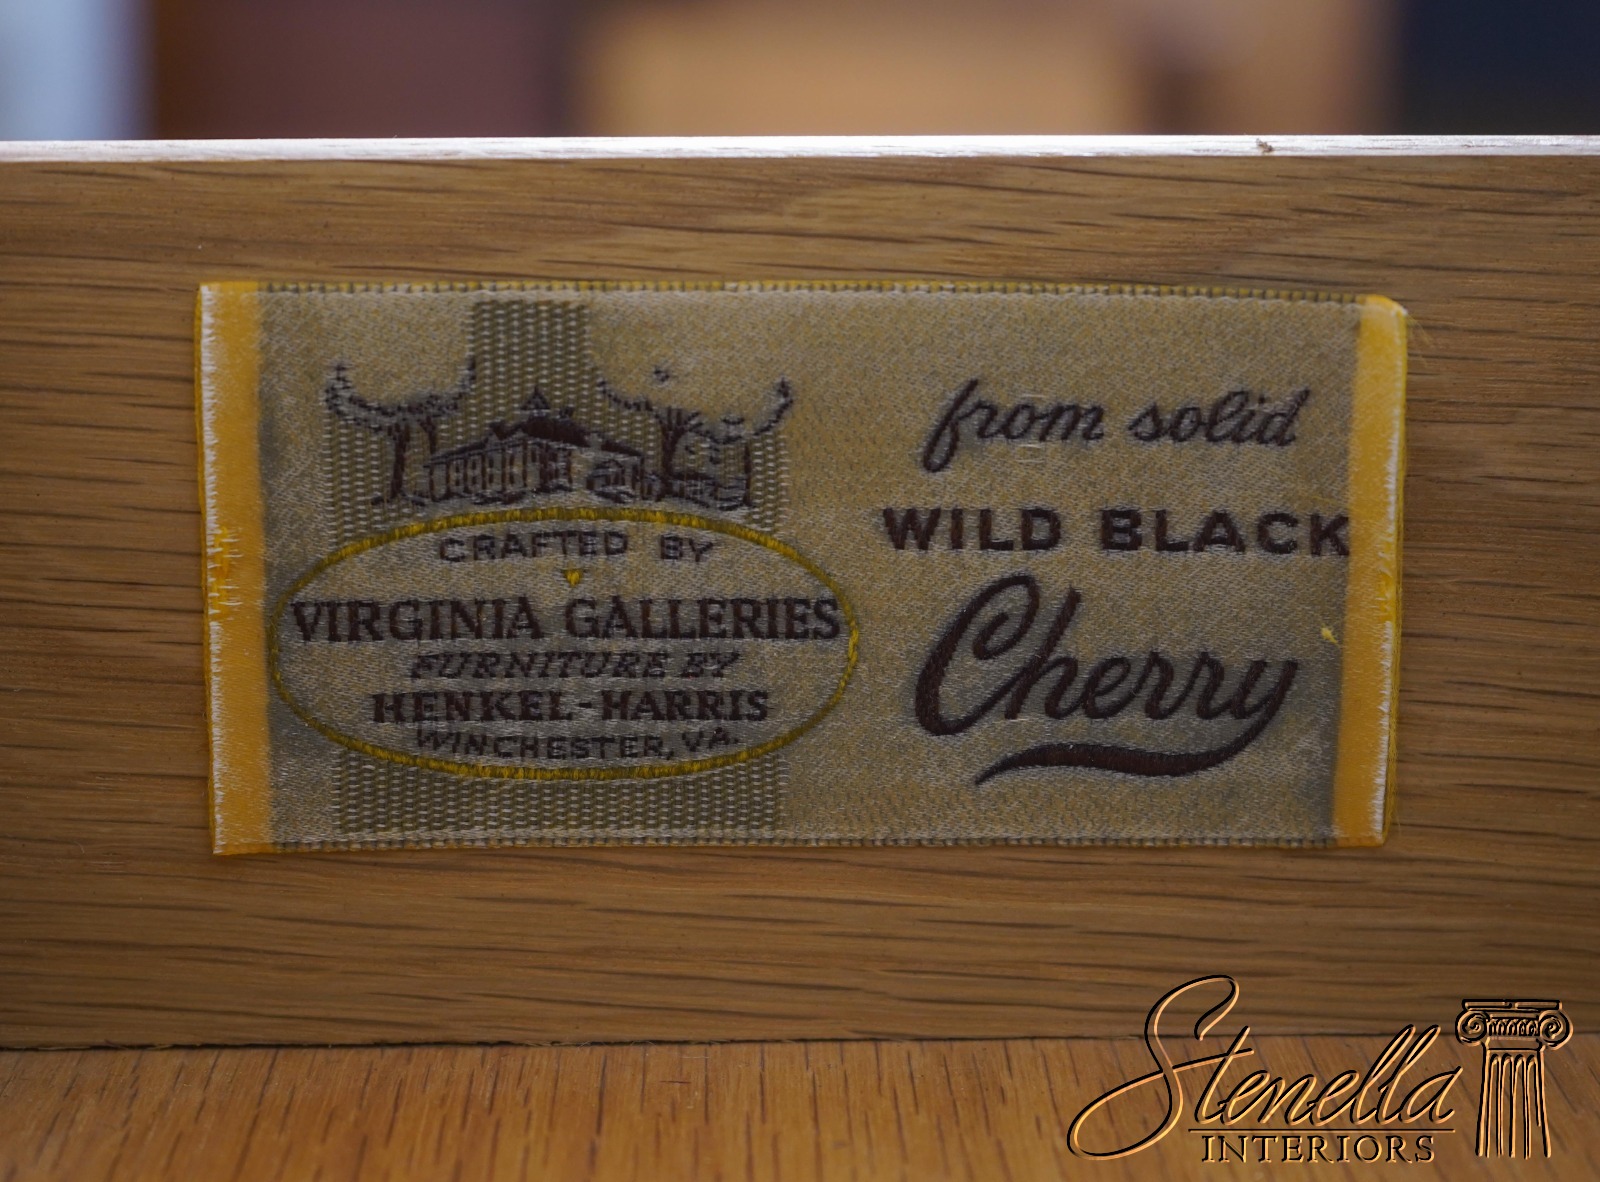 CRAFTED BY
VIRGINIA GALLERIES
FURNITURE BY
HENKEL-HARRIS
WINCHESTER, VA.
from solid
WILD BLACK
Cherry
Stenella
INTERIORS